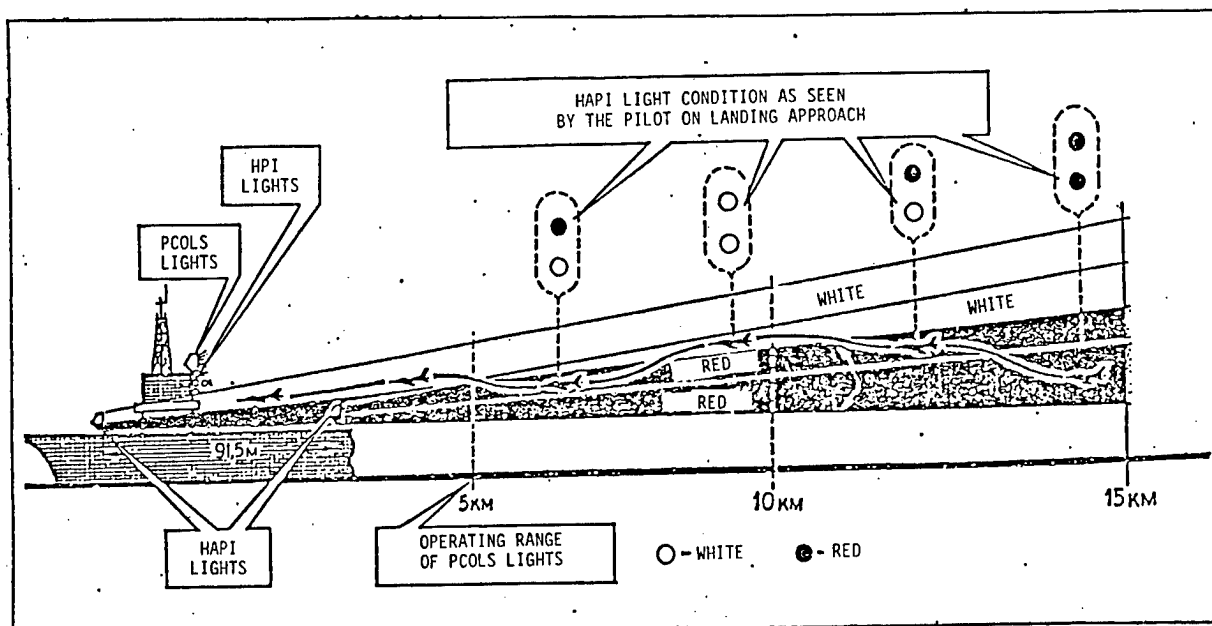 HAPI LIGHT CONDITION AS SEEN
BY THE PILOT ON LANDING APPROACH
HPI
LIGHTS
PCOLS
LIGHTS
WHITE
WHITE
RED
RED
91,5M
5KM
10KM
15KM
HAPI
LIGHTS
OPERATING RANGE
OF PCOLS LIGHTS
- WHITE
- RED